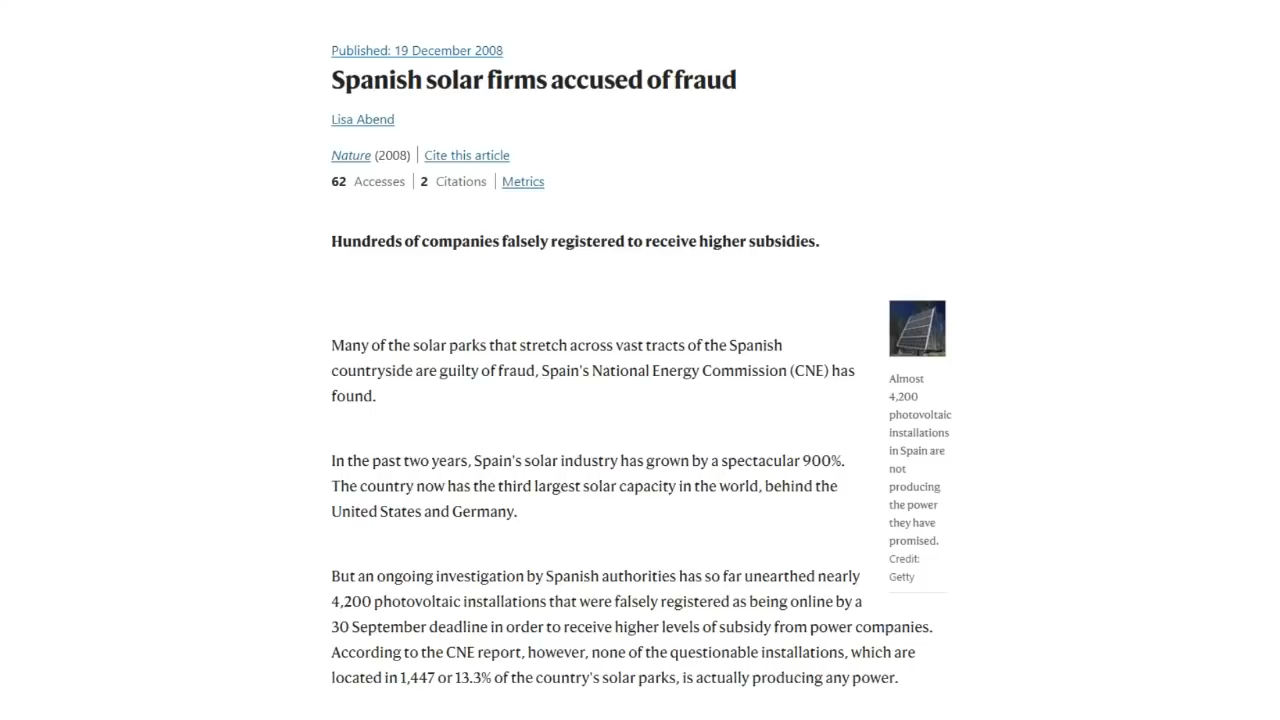 Published: 19 December 2008
Spanish solar firms accused of fraud
Lisa Abend
Nature (2008) | Cite this article
62 Accesses | 2 Citations | Metrics
Hundreds of companies falsely registered to receive higher subsidies.
Many of the solar parks that stretch across vast tracts of the Spanish
countryside are guilty of fraud, Spain's National Energy Commission (CNE) has
found.
In the past two years, Spain's solar industry has grown by a spectacular 900%.
The country now has the third largest solar capacity in the world, behind the
United States and Germany.
But an ongoing investigation by Spanish authorities has so far unearthed nearly
4,200 photovoltaic installations that were falsely registered as being online by a
30 September deadline in order to receive higher levels of subsidy from power companies.
According to the CNE report, however, none of the questionable installations, which are
located in 1,447 or 13.3% of the country's solar parks, is actually producing any power.
Almost
4,200
photovoltaic
installations
in Spain are
not
producing
the power
they have
promised.
Credit:
Getty